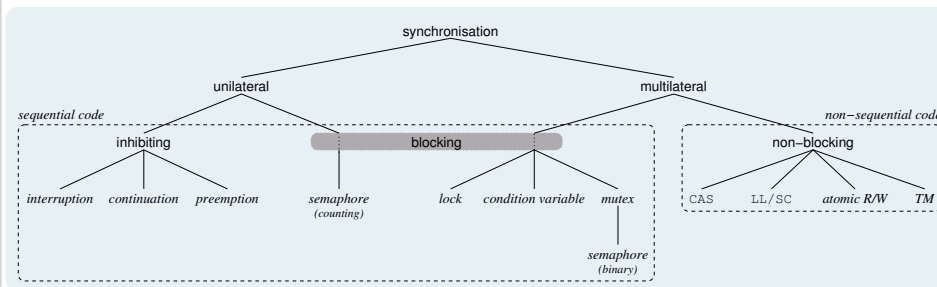 synchronisation
unilateral
multilateral
sequential code
non−sequential code
inhibiting
blocking
non−blocking
interruption
continuation
preemption
semaphore
(counting)
lock
condition variable
mutex
CAS
LL/SC
atomic R/W
TM
semaphore
(binary)